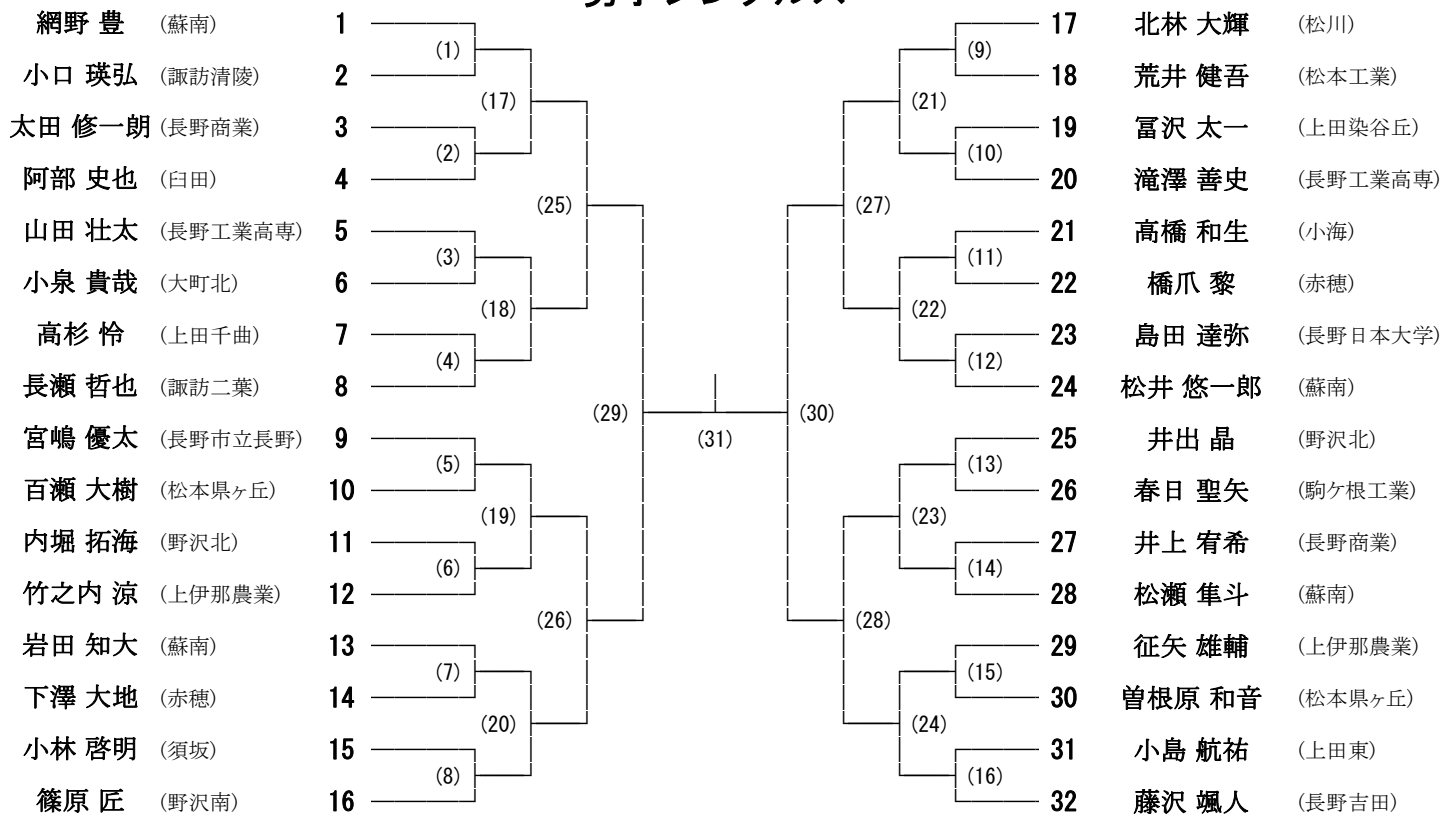 男子シングルス
網野 豊 (蘇南) 1
小口 瑛弘 (諏訪清陵) 2
太田 修一朗 (長野商業) 3
阿部 史也 (臼田) 4
山田 壮太 (長野工業高専) 5
小泉 貴哉 (大町北) 6
高杉 怜 (上田千曲) 7
長瀬 哲也 (諏訪二葉) 8
宮嶋 優太 (長野市立長野) 9
百瀬 大樹 (松本県ヶ丘) 10
内堀 拓海 (野沢北) 11
竹之内 涼 (上伊那農業) 12
岩田 知大 (蘇南) 13
下澤 大地 (赤穂) 14
小林 啓明 (須坂) 15
篠原 匠 (野沢南) 16
(1)
(2)
(3)
(4)
(5)
(6)
(7)
(8)
(17)
(18)
(19)
(20)
(25)
(26)
(29)
(31)
(30)
(27)
(28)
(21)
(22)
(23)
(24)
(9)
(10)
(11)
(12)
(13)
(14)
(15)
(16)
17 北林 大輝 (松川)
18 荒井 健吾 (松本工業)
19 冨沢 太一 (上田染谷丘)
20 滝澤 善史 (長野工業高専)
21 高橋 和生 (小海)
22 橋爪 黎 (赤穂)
23 島田 達弥 (長野日本大学)
24 松井 悠一郎 (蘇南)
25 井出 晶 (野沢北)
26 春日 聖矢 (駒ケ根工業)
27 井上 宥希 (長野商業)
28 松瀬 隼斗 (蘇南)
29 征矢 雄輔 (上伊那農業)
30 曽根原 和音 (松本県ヶ丘)
31 小島 航祐 (上田東)
32 藤沢 颯人 (長野吉田)